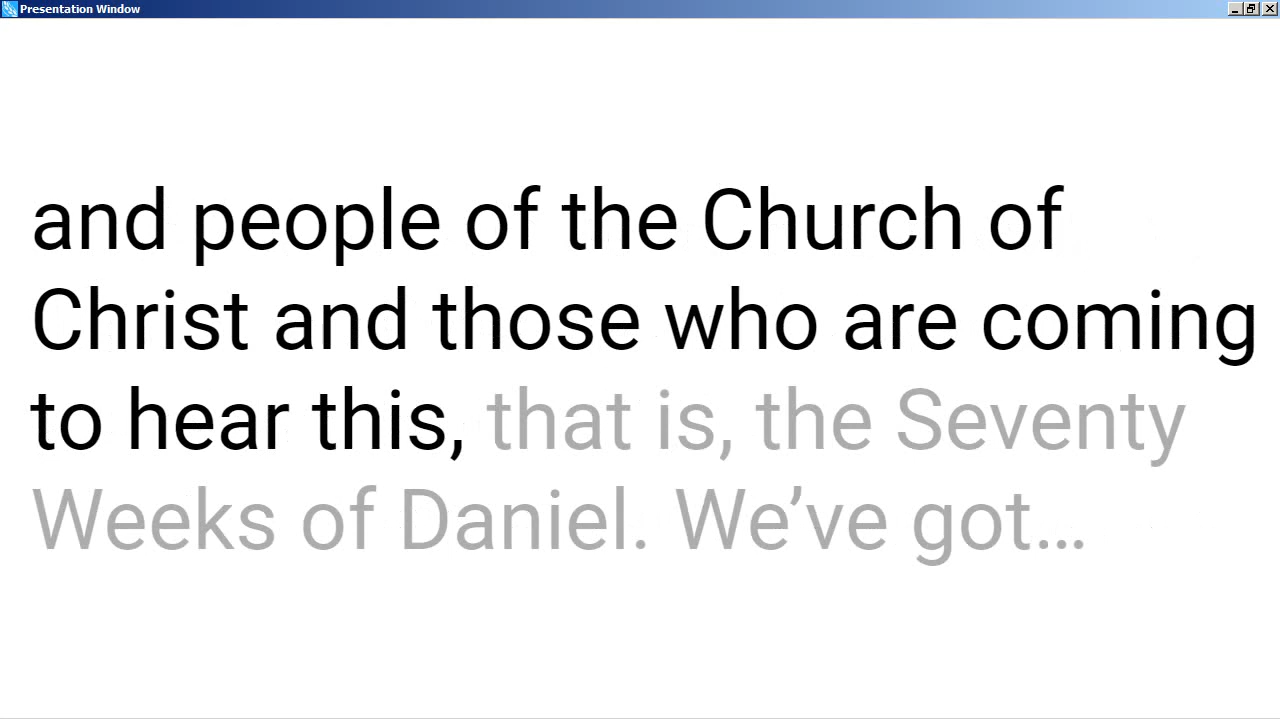 Presentation Window
and people of the Church of
Christ and those who are coming
to hear this, that is, the Seventy
Weeks of Daniel. We’ve got…